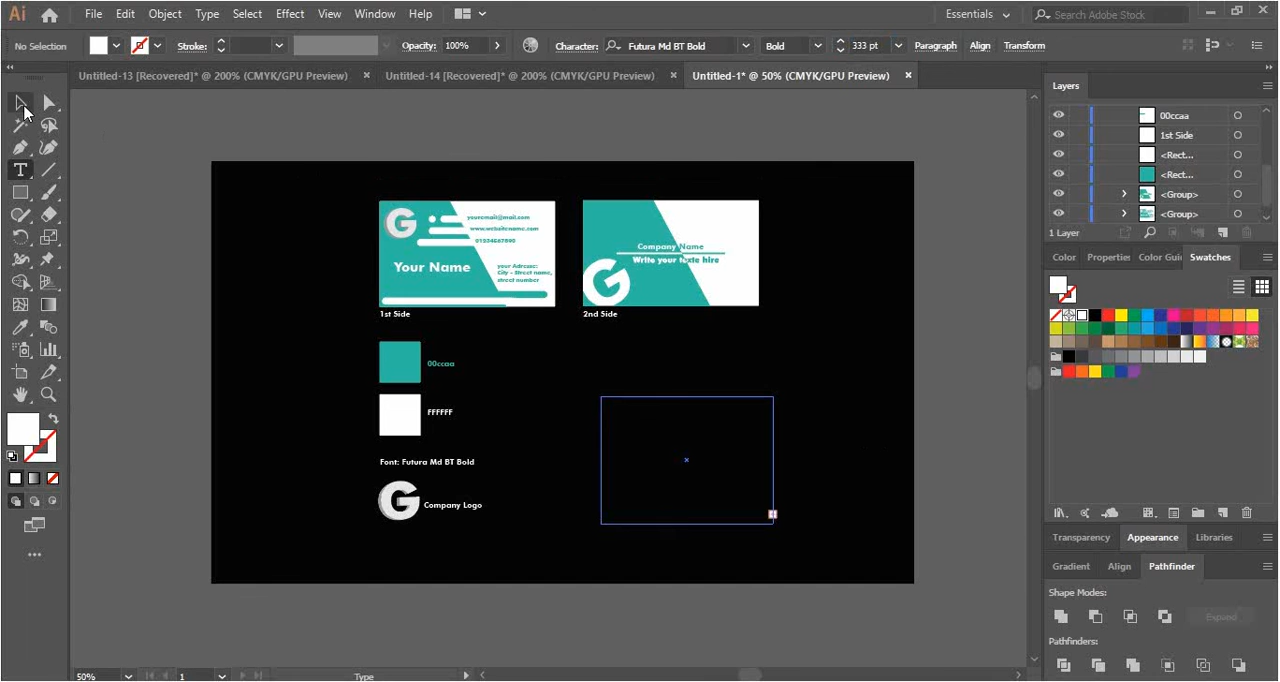 Ai File Edit Object Type Select Effect View Window Help Essentials Search Adobe Stock
No Selection Stroke: Opacity: 100% Character: Futura Md BT Bold Bold 333 pt Paragraph Align Transform
Untitled-13 [Recovered]* @ 200% (CMYK/GPU Preview) × Untitled-14 [Recovered]* @ 200% (CMYK/GPU Preview) × Untitled-1* @ 50% (CMYK/GPU Preview) ×
Layers
00ccaa
1st Side
<Rect...
<Rect...
<Group>
<Group>
1 Layer
Color Properties Color Gui Swatches
G
youremail@mail.com
www.websitename.com
01234567890
Your Name
your Adresse:
City - Street name,
street number
1st Side
Company Name
Write your texte hire
G
2nd Side
00ccaa
FFFFFF
Font: Futura Md BT Bold
G Company Logo
Transparency Appearance Libraries
Gradient Align Pathfinder
Shape Modes:
Expand
Pathfinders:
50% 1 Type